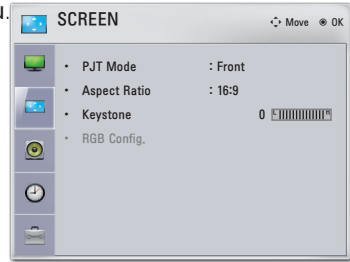 SCREEN
Move ◉ OK
• PJT Mode : Front
• Aspect Ratio : 16:9
• Keystone 0 L R
• RGB Config.